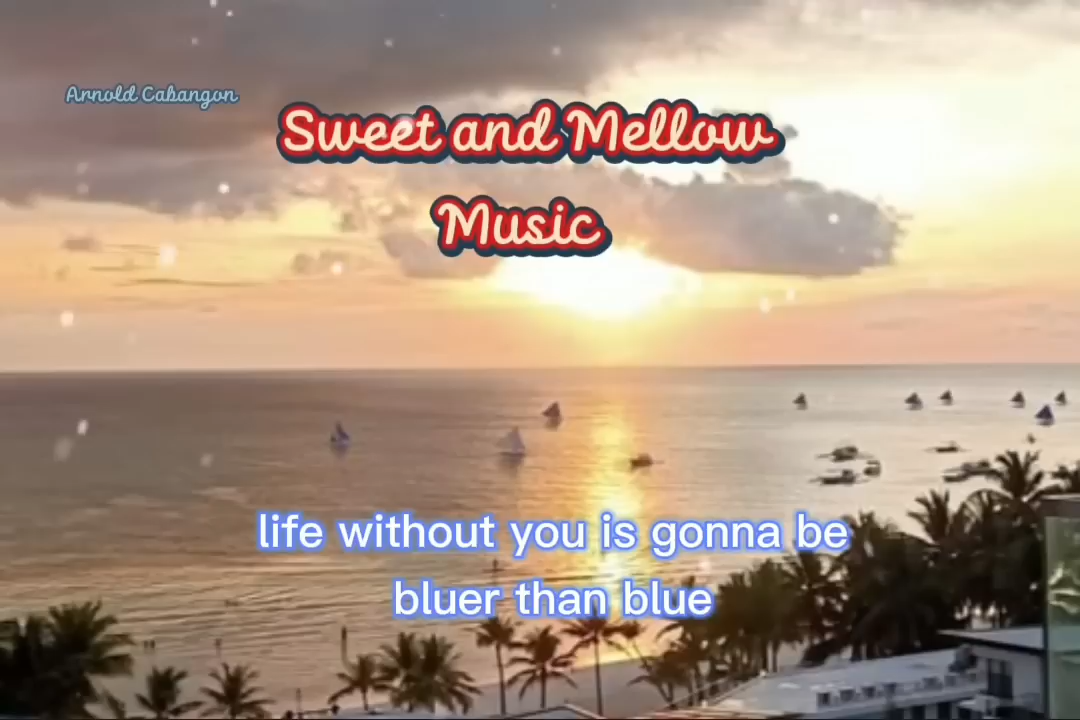 Arnold Cabangon
Sweet and Mellow
Music
life without you is gonna be
bluer than blue